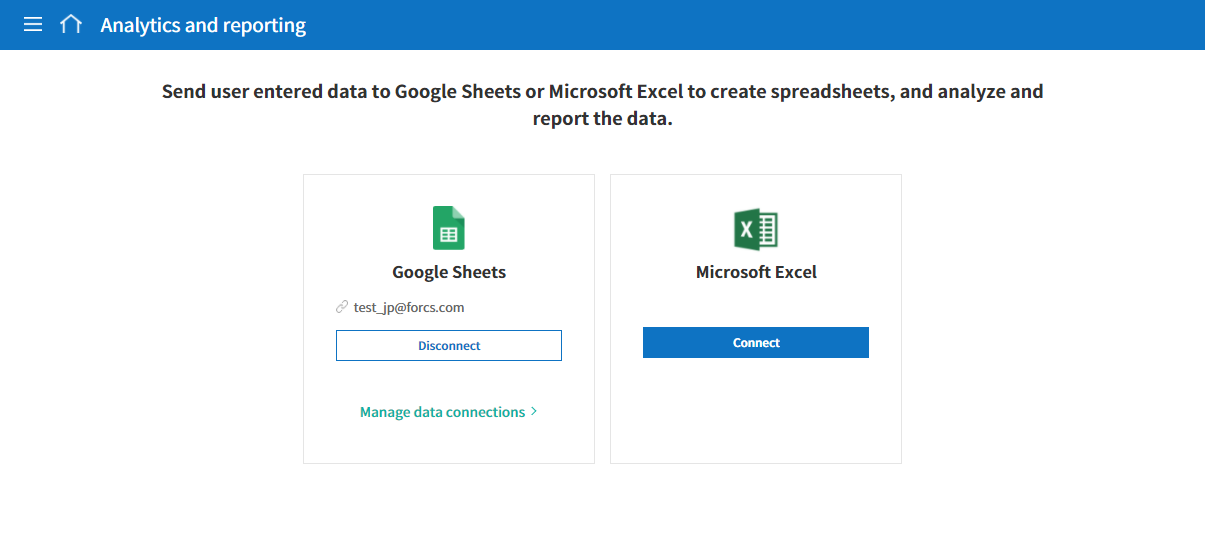 Analytics and reporting
Send user entered data to Google Sheets or Microsoft Excel to create spreadsheets, and analyze and
report the data.
Google Sheets
test_jp@forcs.com
Disconnect
Manage data connections
X
Microsoft Excel
Connect